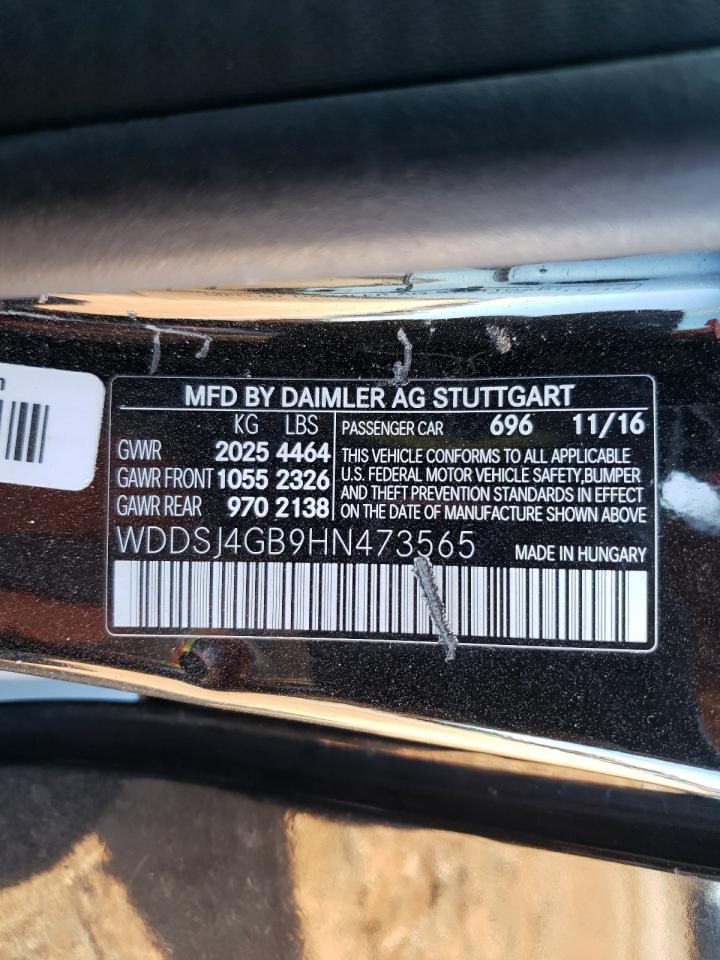 MFD BY DAIMLER AG STUTTGART
KG LBS
GVWR 2025 4464
GAWR FRONT 1055 2326
GAWR REAR 970 2138
PASSENGER CAR 696 11/16
THIS VEHICLE CONFORMS TO ALL APPLICABLE
U.S. FEDERAL MOTOR VEHICLE SAFETY,BUMPER
AND THEFT PREVENTION STANDARDS IN EFFECT
ON THE DATE OF MANUFACTURE SHOWN ABOVE
WDDSJ4GB9HN473565
MADE IN HUNGARY